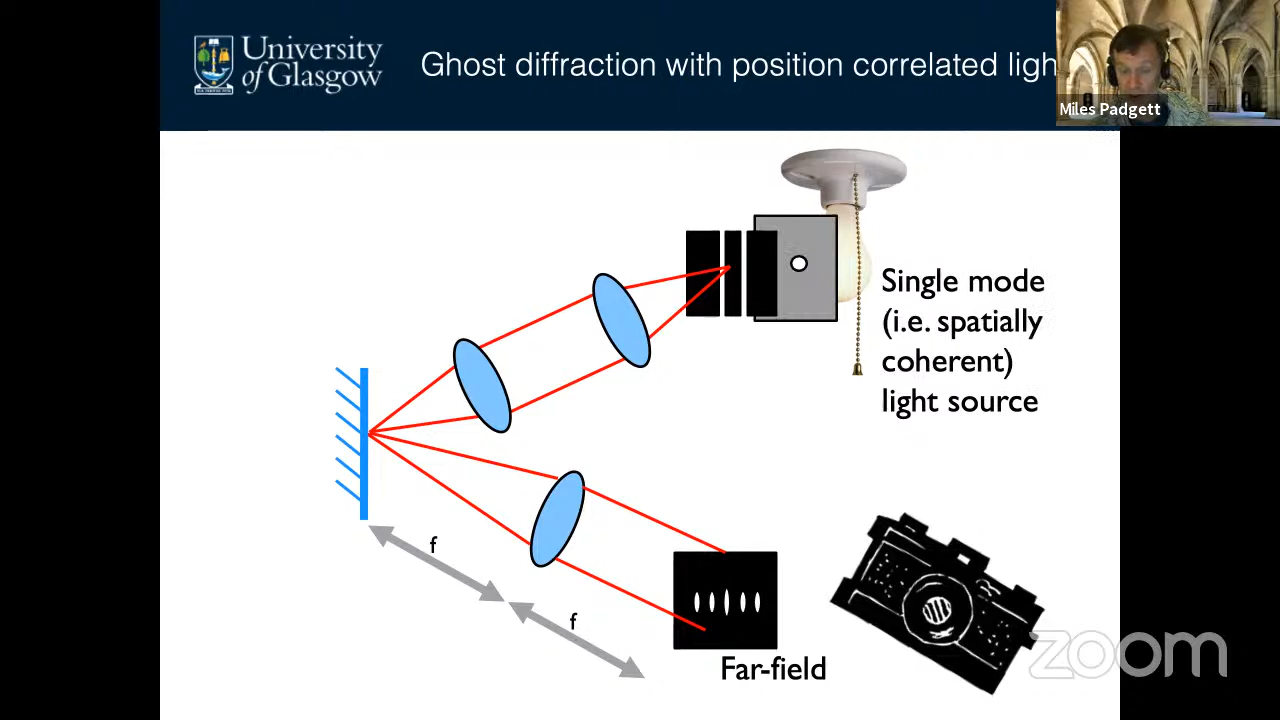 University
of Glasgow
Ghost diffraction with position correlated ligh
Miles Padgett
Single mode
(i.e. spatially
coherent)
light source
f
f
Far-field
zoom